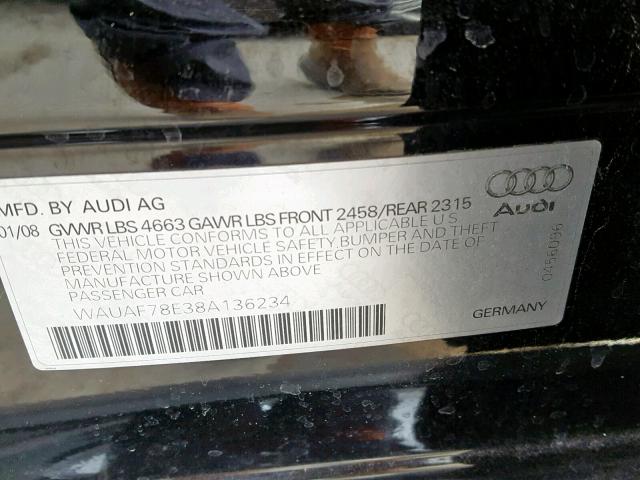 MFD. BY AUDI AG
01/08 GVWR LBS 4663 GAWR LBS FRONT 2458/REAR 2315
THIS VEHICLE CONFORMS TO ALL APPLICABLE U S
FEDERAL MOTOR VEHICLE SAFETY,BUMPER AND THEFT
PREVENTION STANDARDS IN EFFECT ON THE DATE OF
MANUFACTURE SHOWN ABOVE
PASSENGER CAR
WAUAF78E38A136234
Audi
0456096
GERMANY